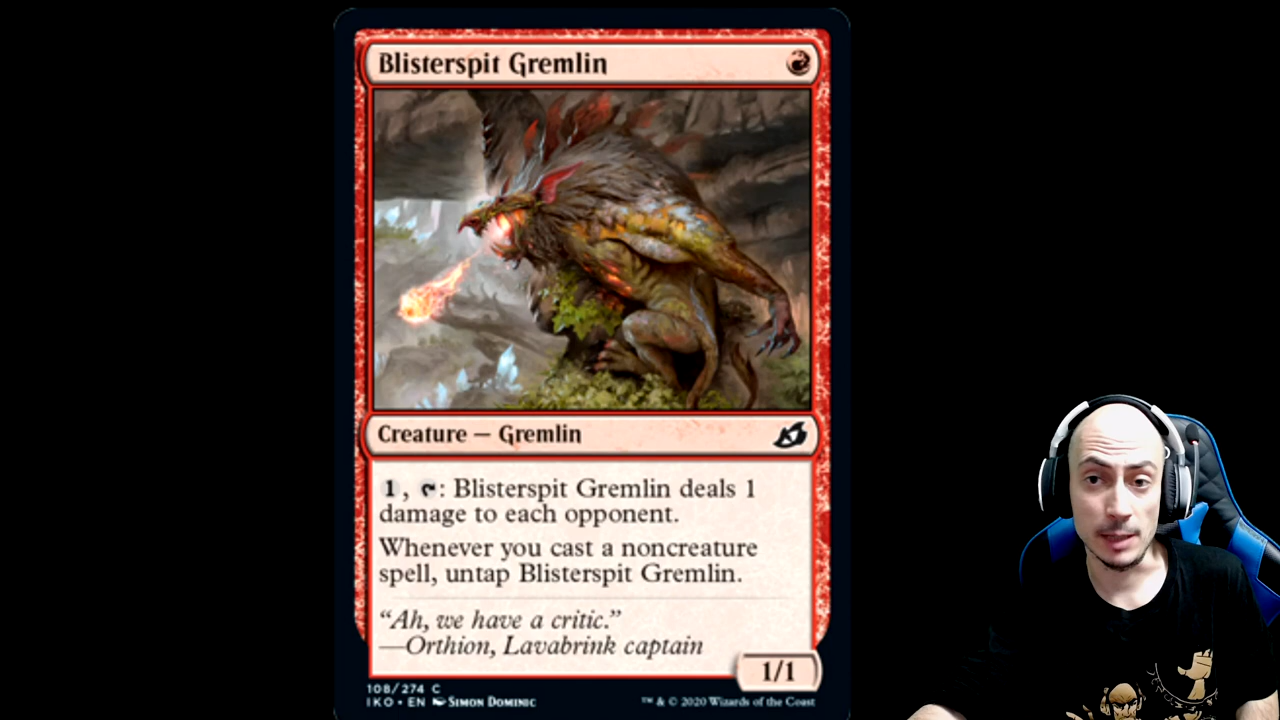 Blisterspit Gremlin
Creature — Gremlin
1, : Blisterspit Gremlin deals 1
damage to each opponent.
Whenever you cast a noncreature
spell, untap Blisterspit Gremlin.
“Ah, we have a critic.”
—Orthion, Lavabrink captain
1/1
108/274 C
IKO • EN Simon Dominic
™ & © 2020 Wizards of the Coast